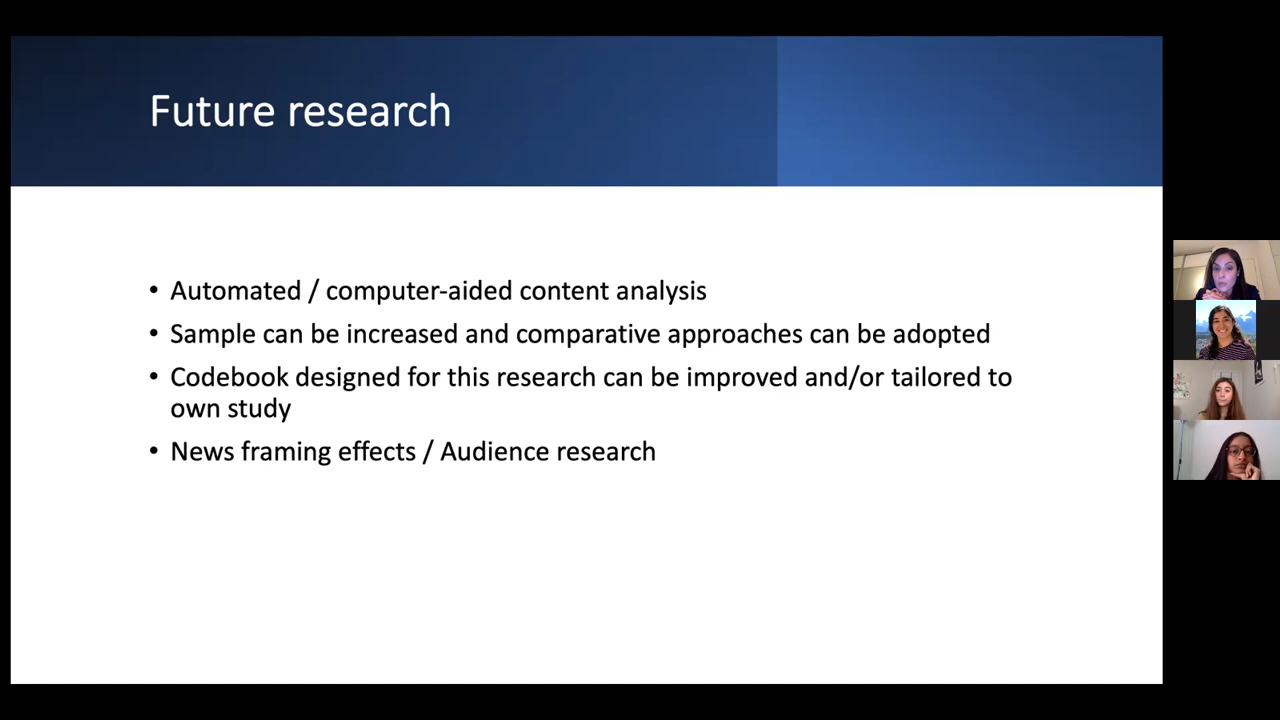 Future research
• Automated / computer-aided content analysis
• Sample can be increased and comparative approaches can be adopted
• Codebook designed for this research can be improved and/or tailored to
own study
• News framing effects / Audience research